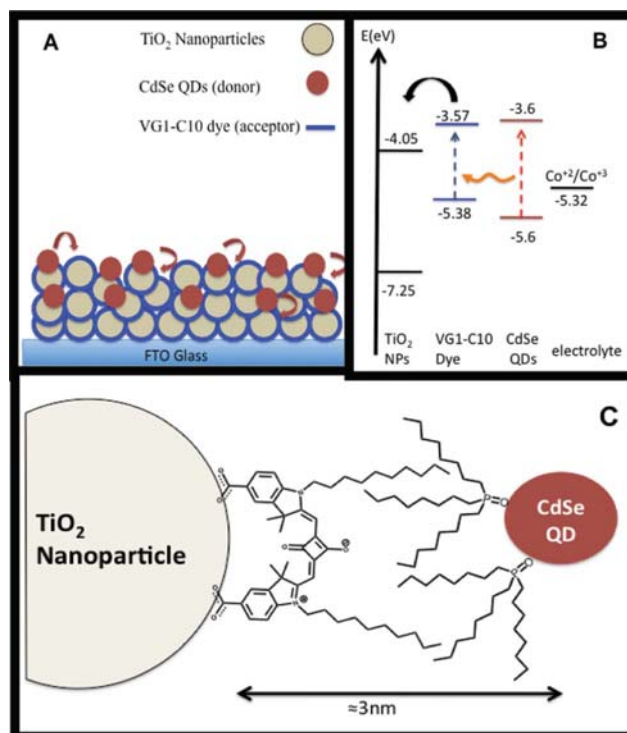 A
TiO2 Nanoparticles
CdSe QDs (donor)
VG1-C10 dye (acceptor)
FTO Glass
E(eV)
B
-3.57
-3.6
-4.05
Co+2/Co+3
-5.32
-5.38
-5.6
-7.25
TiO2 NPs
VG1-C10 Dye
CdSe QDs
electrolyte
C
TiO2
Nanoparticle
CdSe
QD
P=O
P=O
≈3nm